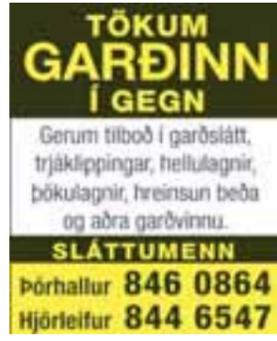 TÖKUM
GARÐINN
Í GEGN
Gerum tilboð í garðslátt,
trjáklippingar, hellulagnir,
þökulagnir, hreinsun beða
og aðra garðvinnu.
SLÁTTUMENN
Þórhallur 846 0864
Hjörleifur 844 6547